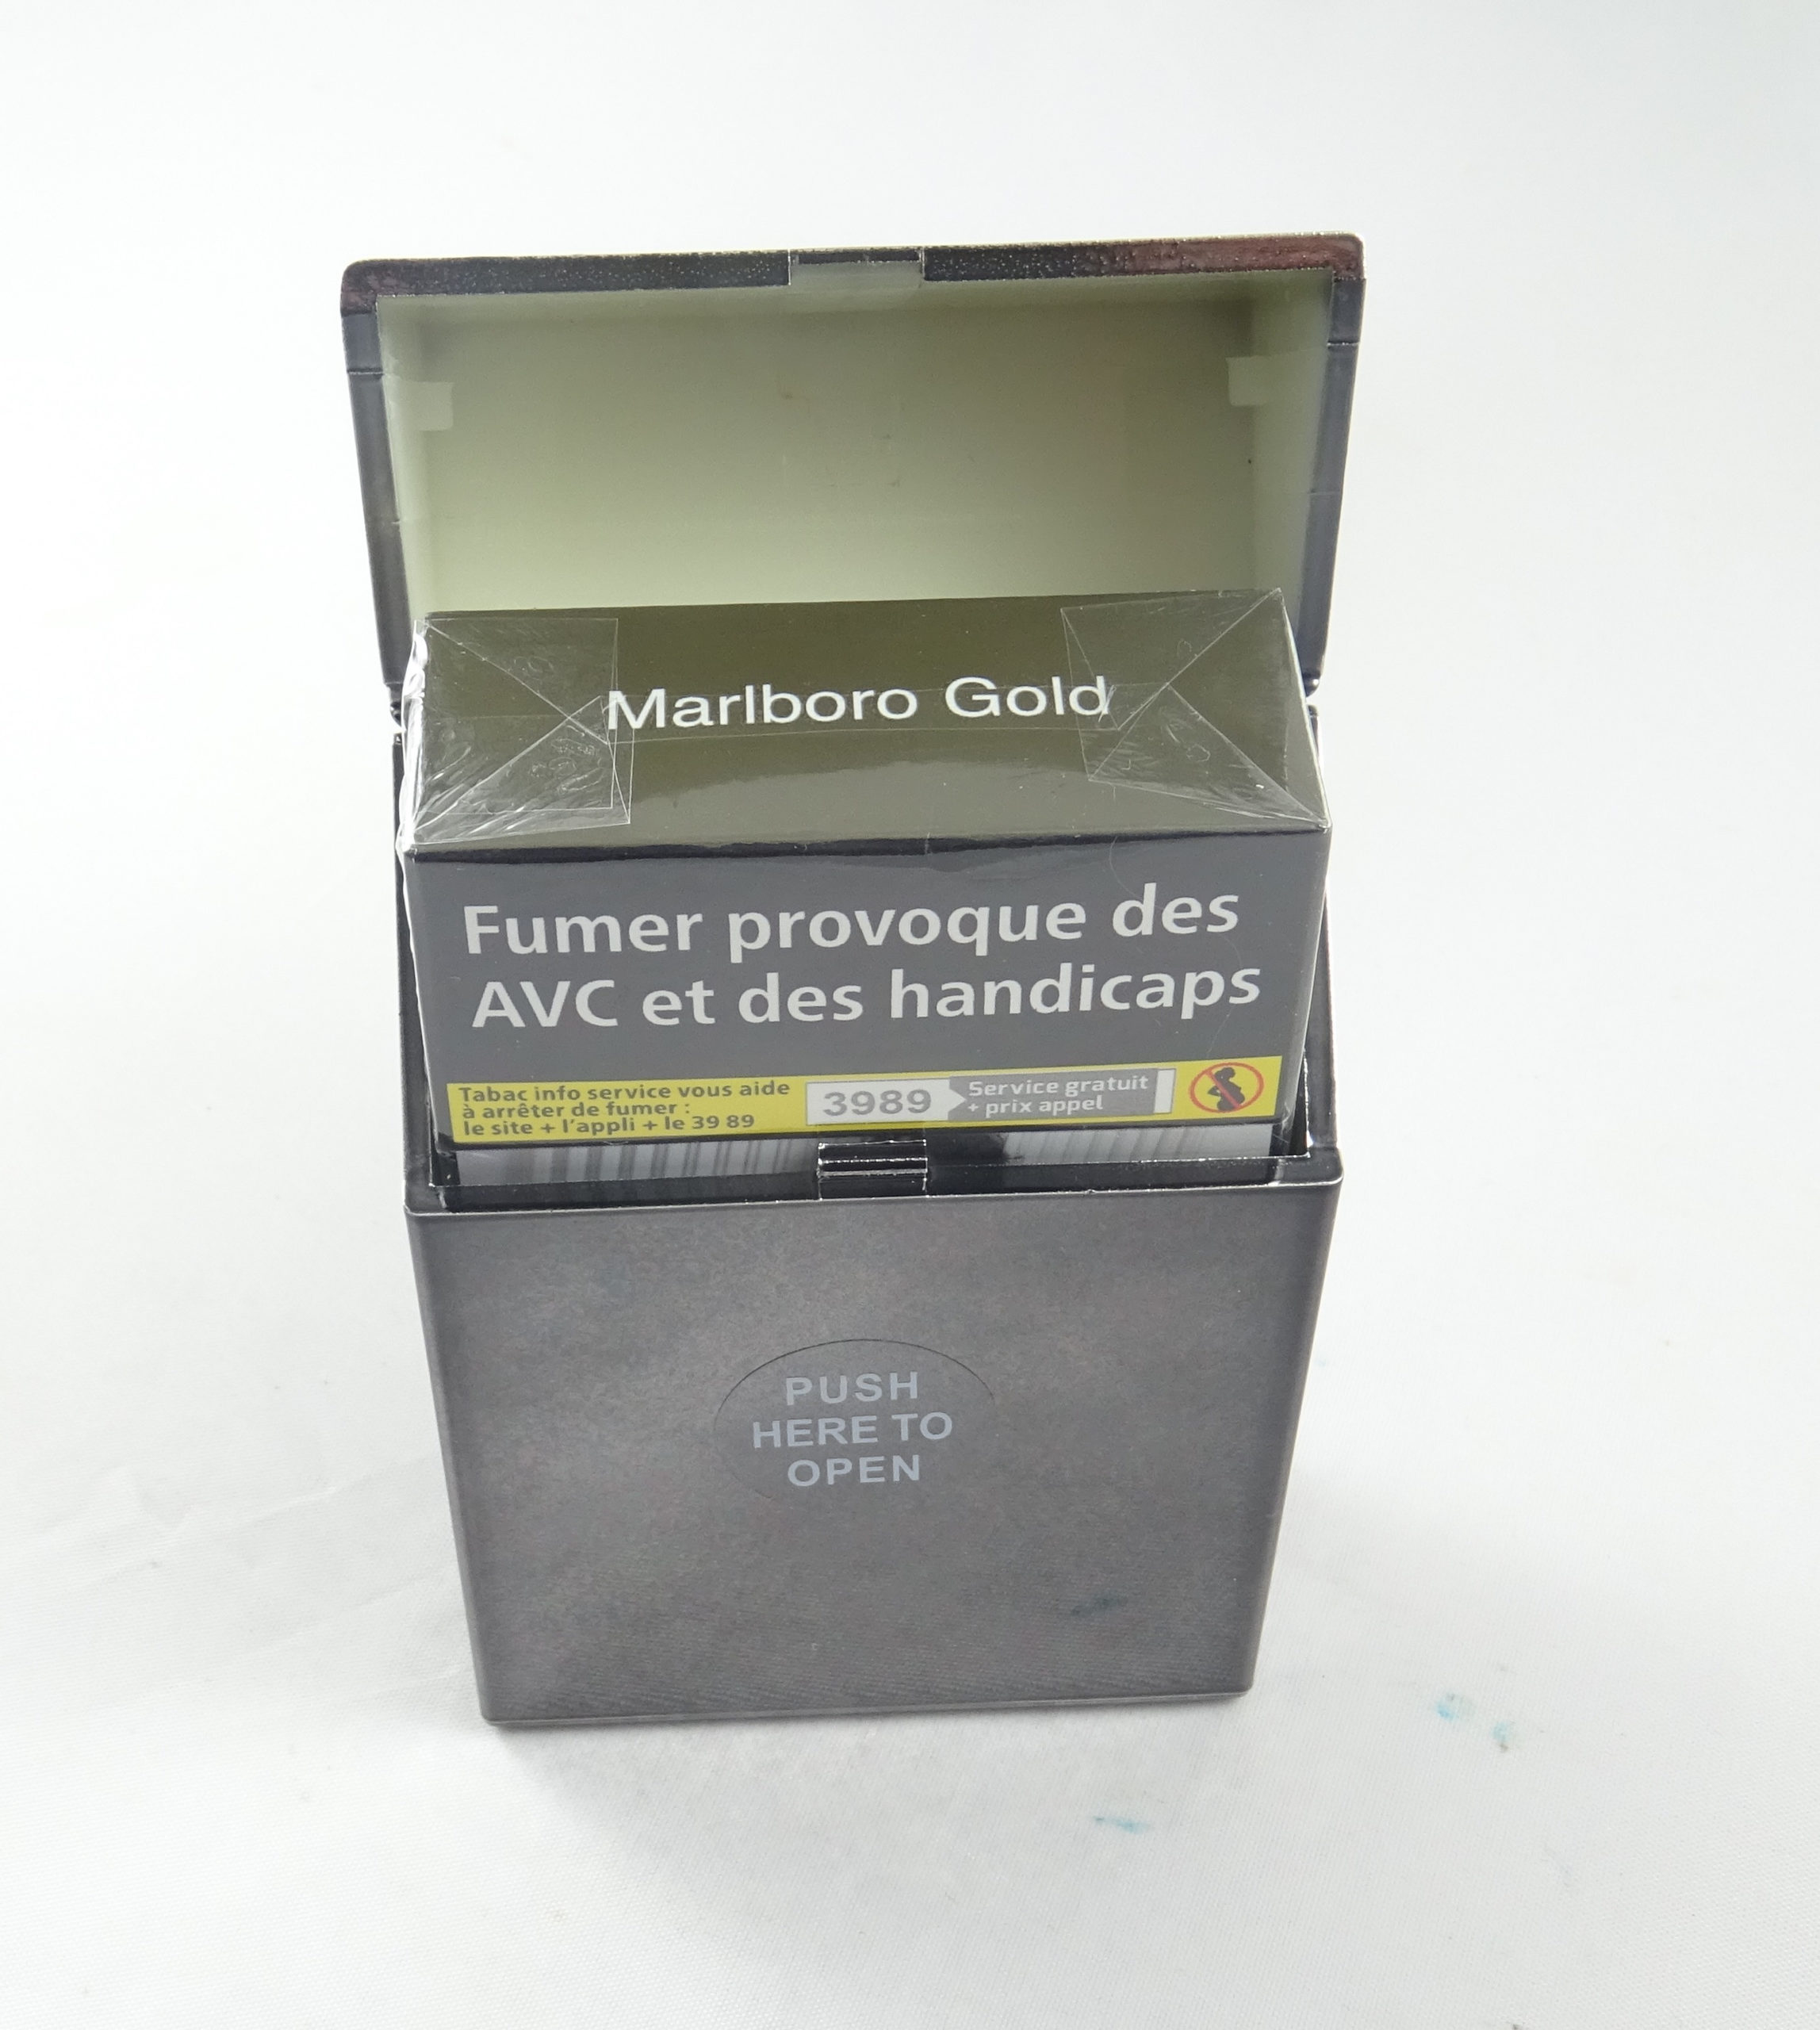 Marlboro Gold
Fumer provoque des
AVC et des handicaps
Tabac info service vous aide
à arrêter de fumer :
le site + l'appli + le 39 89
3989
Service gratuit
+ prix appel
PUSH
HERE TO
OPEN